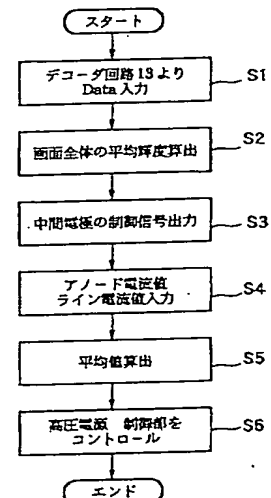 スタート
デコーダ回路13より
Data入力
S1
画面全体の平均輝度算出
S2
中間電極の制御信号出力
S3
アノード電流値
ライン電流値入力
S4
平均値算出
S5
高圧電源 制御部を
コントロール
S6
エンド